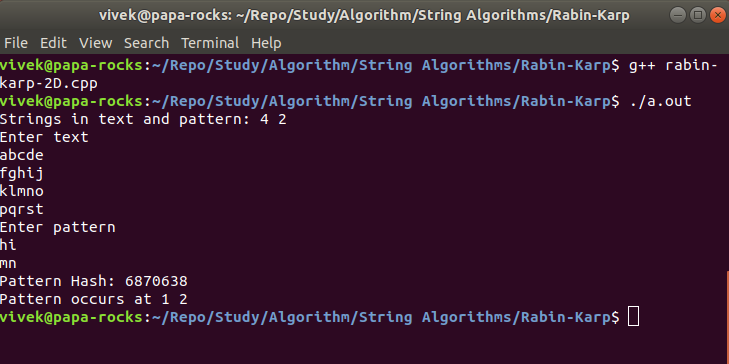 vivek@papa-rocks: ~/Repo/Study/Algorithm/String Algorithms/Rabin-Karp
File Edit View Search Terminal Help
vivek@papa-rocks:~/Repo/Study/Algorithm/String Algorithms/Rabin-Karp$ g++ rabin-
karp-2D.cpp
vivek@papa-rocks:~/Repo/Study/Algorithm/String Algorithms/Rabin-Karp$ ./a.out
Strings in text and pattern: 4 2
Enter text
abcde
fghij
klmno
pqrst
Enter pattern
hi
mn
Pattern Hash: 6870638
Pattern occurs at 1 2
vivek@papa-rocks:~/Repo/Study/Algorithm/String Algorithms/Rabin-Karp$